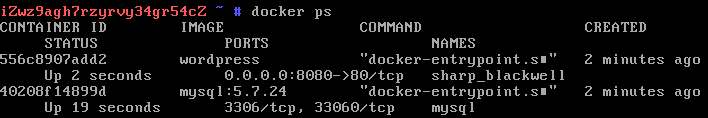 iZwz9agh7rzyrvy34gr54cZ ~ # docker ps
CONTAINER ID IMAGE COMMAND CREATED
STATUS PORTS NAMES
556c8907add2 wordpress "docker-entrypoint.s■" 2 minutes ago
Up 2 seconds 0.0.0.0:8080->80/tcp sharp_blackwell
40208f14899d mysql:5.7.24 "docker-entrypoint.s■" 2 minutes ago
Up 19 seconds 3306/tcp, 33060/tcp mysql